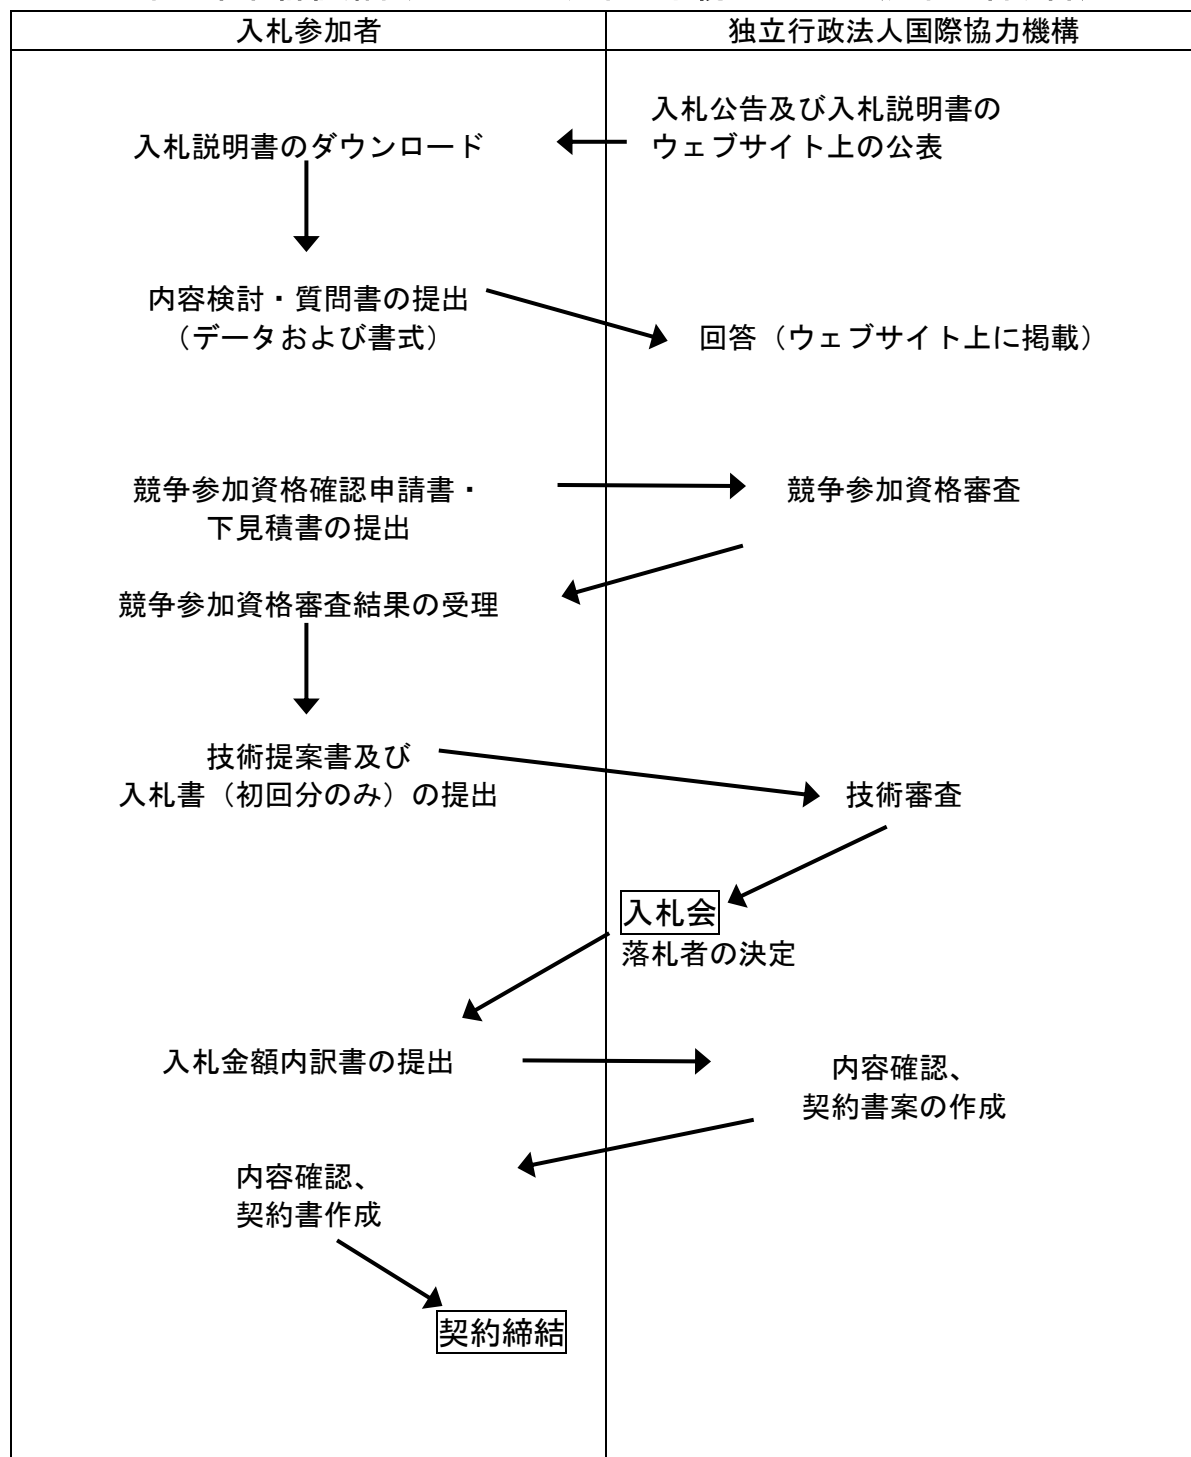 入札参加者
独立行政法人国際協力機構
入札公告及び入札説明書の
ウェブサイト上の公表
入札説明書のダウンロード
内容検討・質問書の提出
（データおよび書式）
回答（ウェブサイト上に掲載）
競争参加資格確認申請書・
下見積書の提出
競争参加資格審査
競争参加資格審査結果の受理
技術提案書及び
入札書（初回分のみ）の提出
技術審査
入札会
落札者の決定
入札金額内訳書の提出
内容確認、
契約書案の作成
内容確認、
契約書作成
契約締結